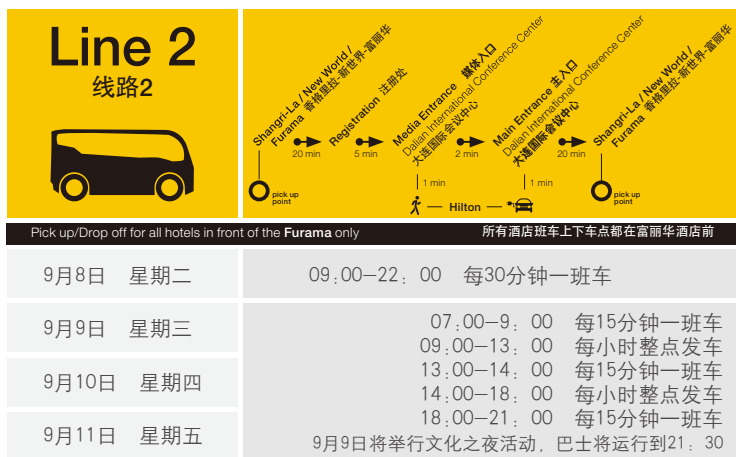 Line 2
线路2
Shangri-La / New World /
Furama 香格里拉-新世界-富丽华
20 min
Registration 注册处
5 min
Media Entrance 媒体入口
Dalian International Conference Center
大连国际会议中心
2 min
Main Entrance 主入口
Dalian International Conference Center
大连国际会议中心
20 min
Shangri-La / New World /
Furama 香格里拉-新世界-富丽华
pick up
point
1 min
Hilton
1 min
pick up
point
Pick up/Drop off for all hotels in front of the Furama only
所有酒店班车上下车点都在富丽华酒店前
9月8日 星期二
09:00-22: 00 每30分钟一班车
9月9日 星期三
9月10日 星期四
9月11日 星期五
07:00-9: 00 每15分钟一班车
09:00-13: 00 每小时整点发车
13:00-14: 00 每15分钟一班车
14:00-18: 00 每小时整点发车
18:00-21: 00 每15分钟一班车
9月9日将举行文化之夜活动, 巴士将运行到21: 30